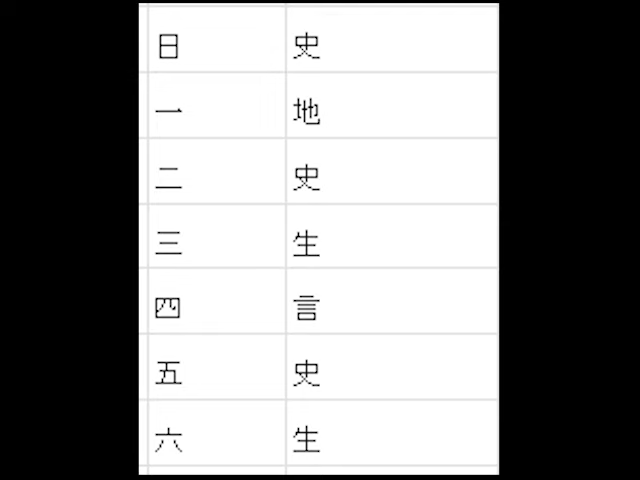 日 史
一 地
二 史
三 生
四 言
五 史
六 生